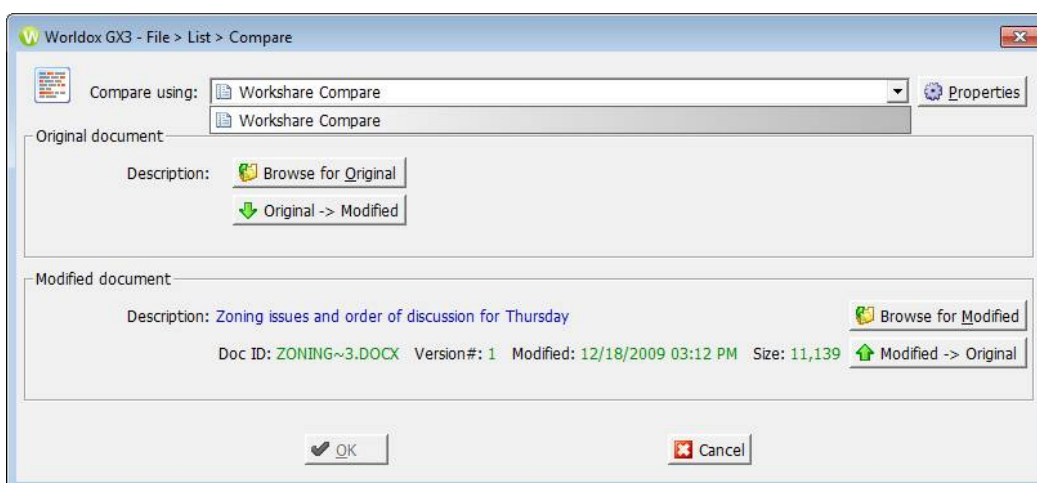 Worldox GX3 - File > List > Compare
Compare using: Workshare Compare Properties
Workshare Compare
Original document
Description: Browse for Original
Original -> Modified
Modified document
Description: Zoning issues and order of discussion for Thursday Browse for Modified
Doc ID: ZONING~3.DOCX Version#: 1 Modified: 12/18/2009 03:12 PM Size: 11,139 Modified -> Original
OK Cancel